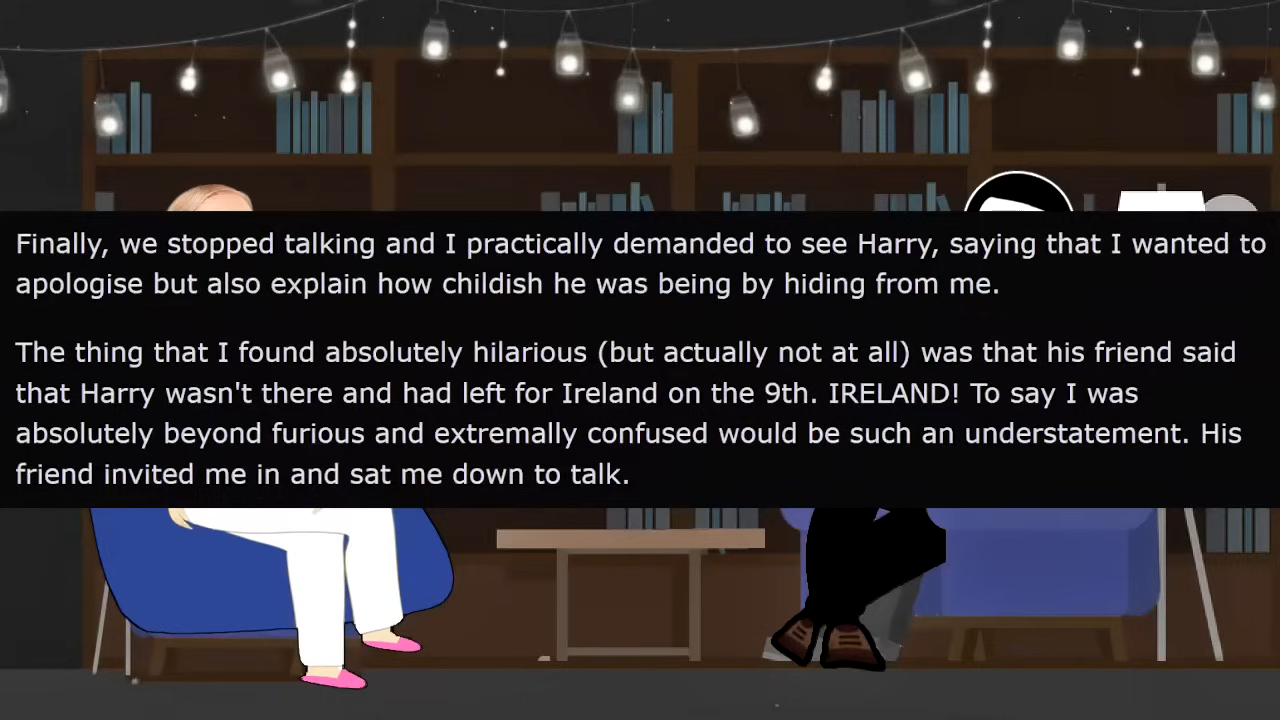 Finally, we stopped talking and I practically demanded to see Harry, saying that I wanted to
apologise but also explain how childish he was being by hiding from me.
The thing that I found absolutely hilarious (but actually not at all) was that his friend said
that Harry wasn't there and had left for Ireland on the 9th. IRELAND! To say I was
absolutely beyond furious and extremally confused would be such an understatement. His
friend invited me in and sat me down to talk.